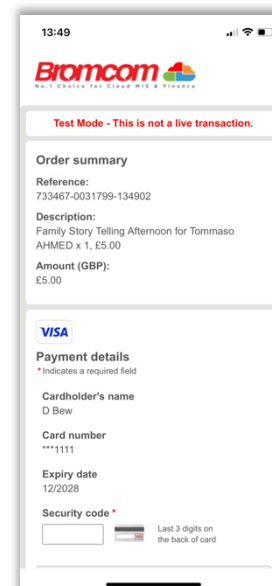 13:49
Bromcom
No.1 Choice for Cloud MIS & Finance
Test Mode - This is not a live transaction.
Order summary
Reference:
733467-0031799-134902
Description:
Family Story Telling Afternoon for Tommaso
AHMED x 1, £5.00
Amount (GBP):
£5.00
VISA
Payment details
* Indicates a required field
Cardholder's name
D Bew
Card number
***1111
Expiry date
12/2028
Security code *
Last 3 digits on
the back of card